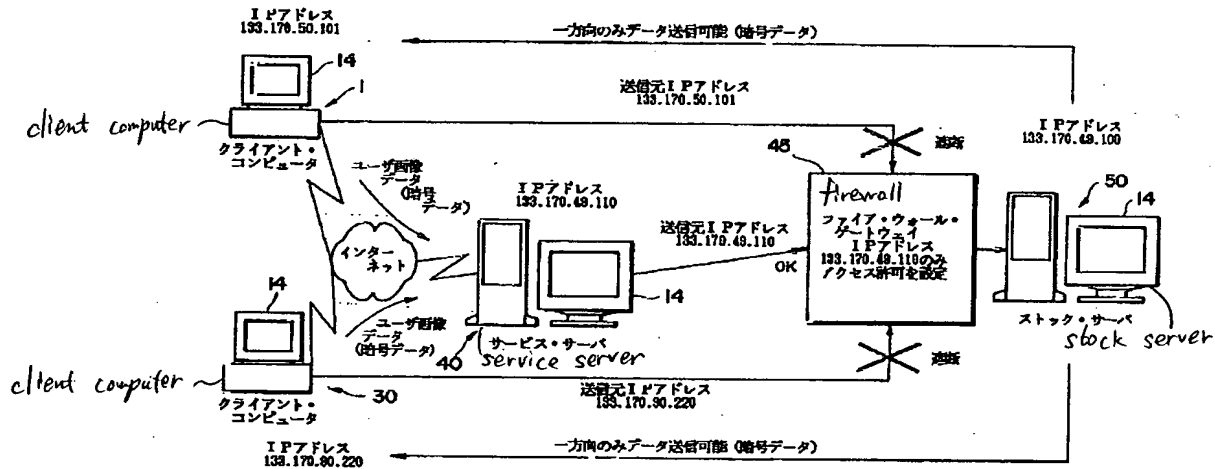 IPアドレス
133.170.50.101
一方向のみデータ送信可能(暗号データ)
14
1
送信元IPアドレス
133.170.50.101
IPアドレス
133.170.49.100
client computer
クライアント・
コンピュータ
遮断
ユーザ画像
データ
(暗号
データ)
IPアドレス
133.170.49.110
45
firewall
ファイア・ウォール・
ゲートウェイ
IPアドレス
133.170.49.110のみ
アクセス許可を設定
50
14
インター
ネット
送信元IPアドレス
133.170.49.110
OK
14
14
ユーザ画像
データ
(暗号データ)
40
サービス・サーバ
service server
ストック・サーバ
stock server
遮断
client computer
30
クライアント・
コンピュータ
送信元IPアドレス
133.170.90.220
IPアドレス
133.170.90.220
一方向のみデータ送信可能(暗号データ)